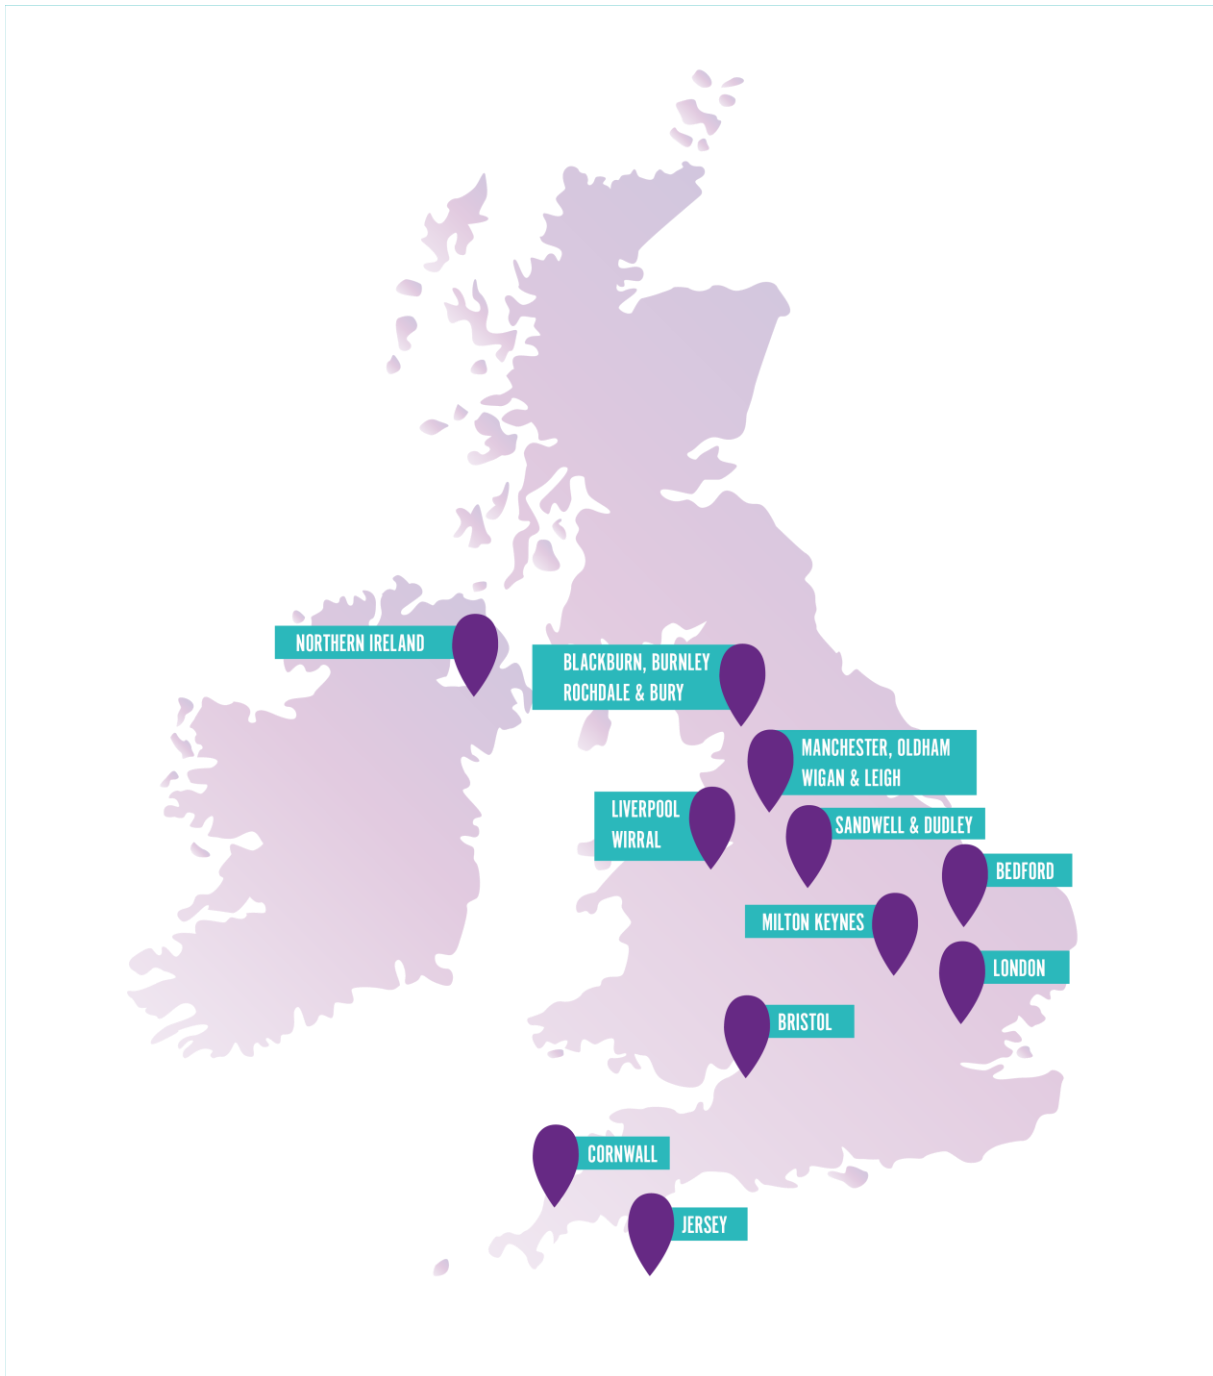 NORTHERN IRELAND
BLACKBURN, BURNLEY
ROCHDALE & BURY
MANCHESTER, OLDHAM
WIGAN & LEIGH
LIVERPOOL
WIRRAL
SANDWELL & DUDLEY
BEDFORD
MILTON KEYNES
LONDON
BRISTOL
CORNWALL
JERSEY